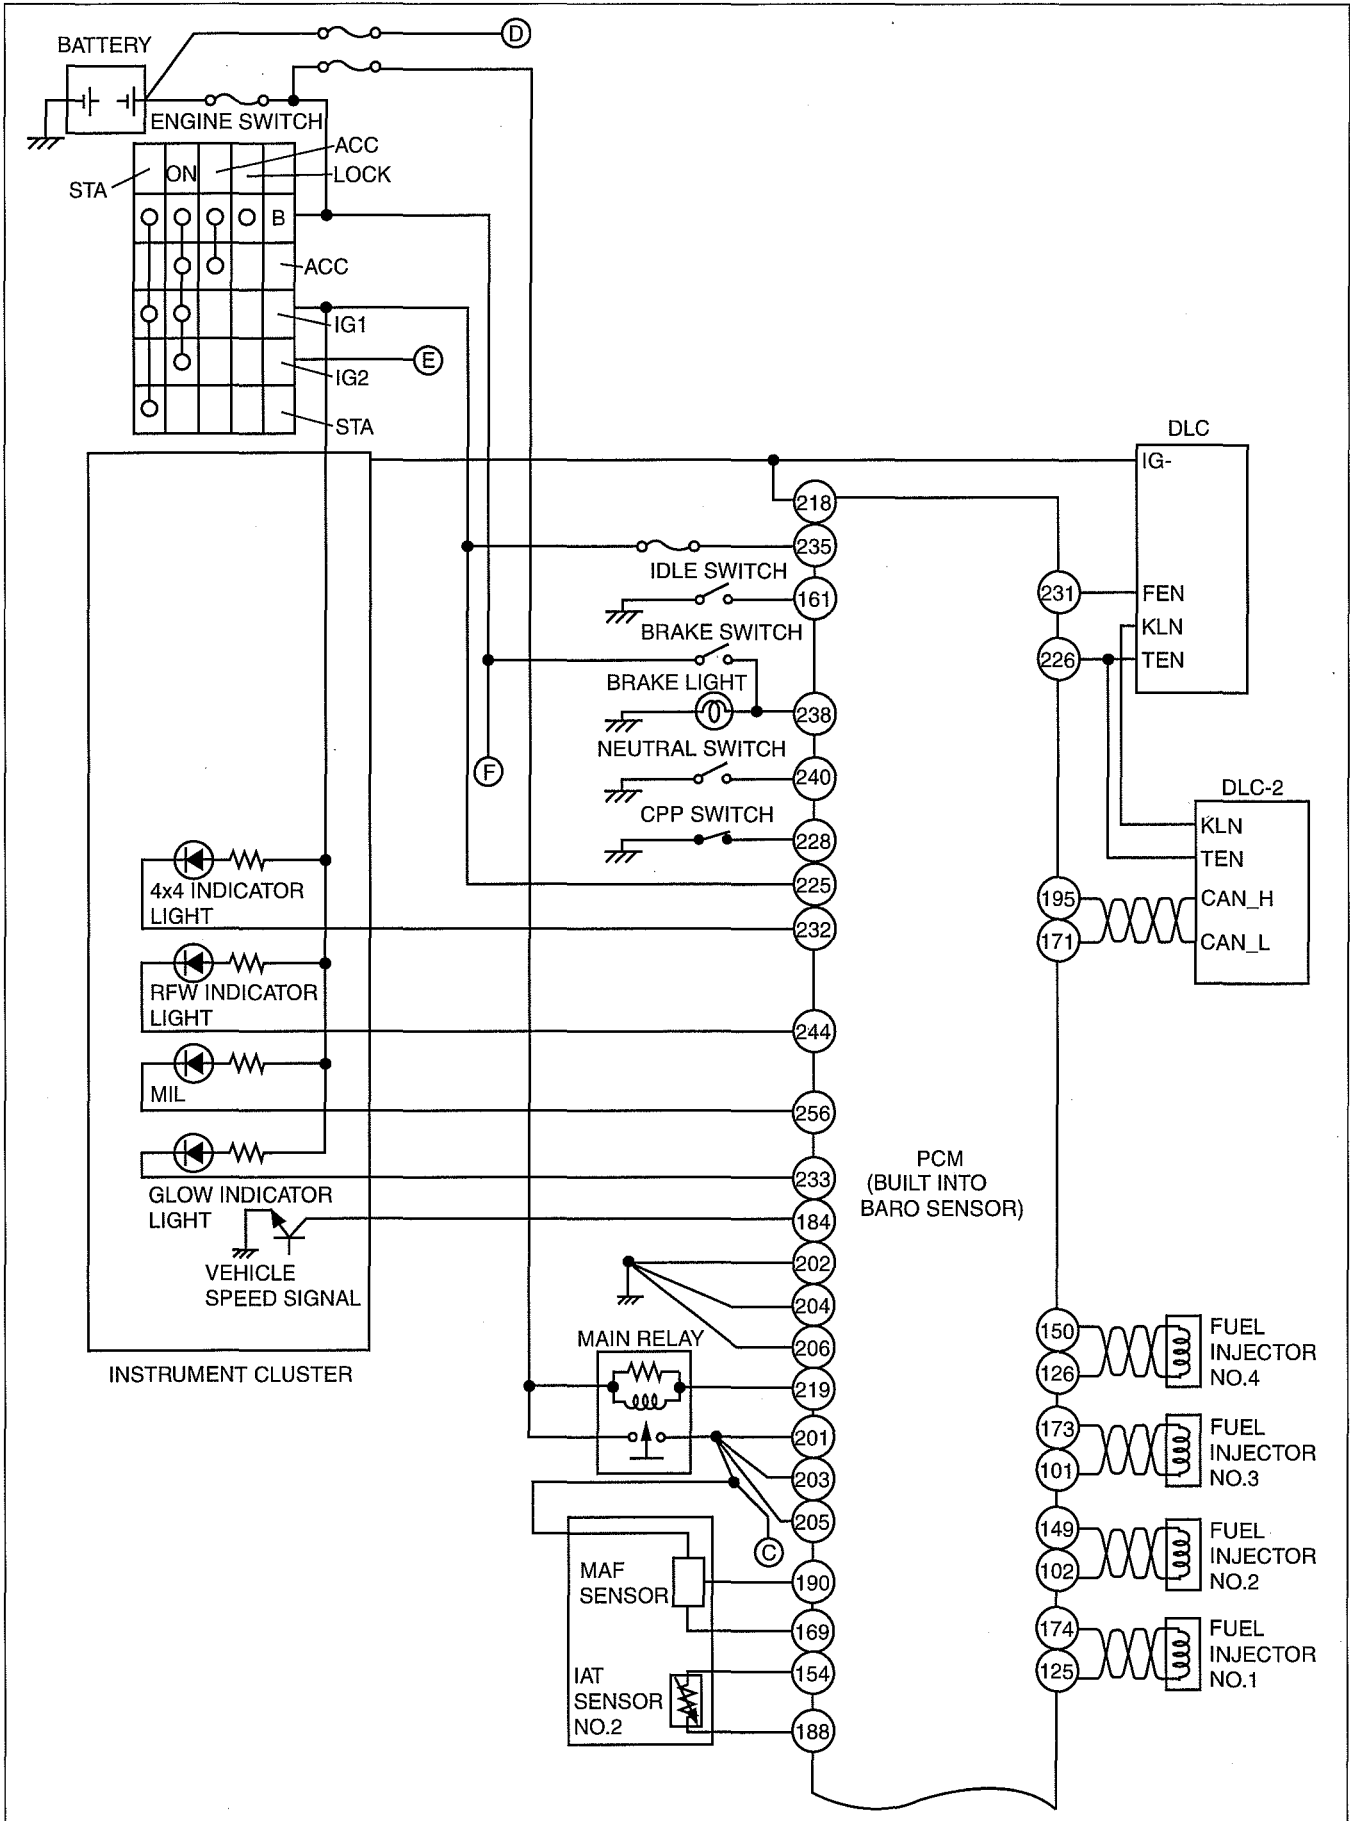 D
BATTERY
ENGINE SWITCH
ACC
LOCK
STA
ON
B
ACC
IG1
E
IG2
STA
DLC
IG-
218
235
IDLE SWITCH
161
231
FEN
KLN
BRAKE SWITCH
226
TEN
BRAKE LIGHT
238
NEUTRAL SWITCH
F
240
DLC-2
CPP SWITCH
KLN
228
TEN
4x4 INDICATOR
LIGHT
225
195
CAN_H
232
171
CAN_L
RFW INDICATOR
LIGHT
244
MIL
256
PCM
(BUILT INTO
BARO SENSOR)
233
GLOW INDICATOR
LIGHT
184
VEHICLE
SPEED SIGNAL
202
204
206
INSTRUMENT CLUSTER
MAIN RELAY
219
201
203
205
C
MAF
SENSOR
190
169
IAT
SENSOR
NO.2
154
188
150
126
FUEL
INJECTOR
NO.4
173
101
FUEL
INJECTOR
NO.3
149
102
FUEL
INJECTOR
NO.2
174
125
FUEL
INJECTOR
NO.1